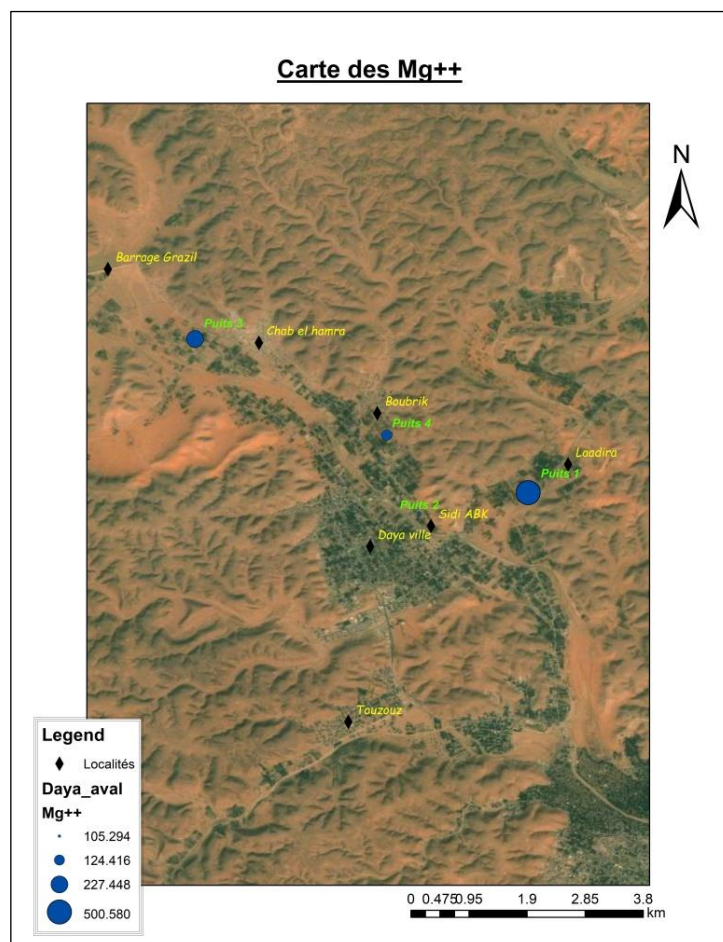 Carte des Mg++
N
Barrage Grazil
Puits 3
Chab el hamra
Boubrik
Puits 4
Laadira
Puits 1
Puits 2
Sidi ABK
Daya ville
Touzouz
Legend
Localités
Daya_aval
Mg++
105.294
124.416
227.448
500.580
0 0.475 0.95 1.9 2.85 3.8
km